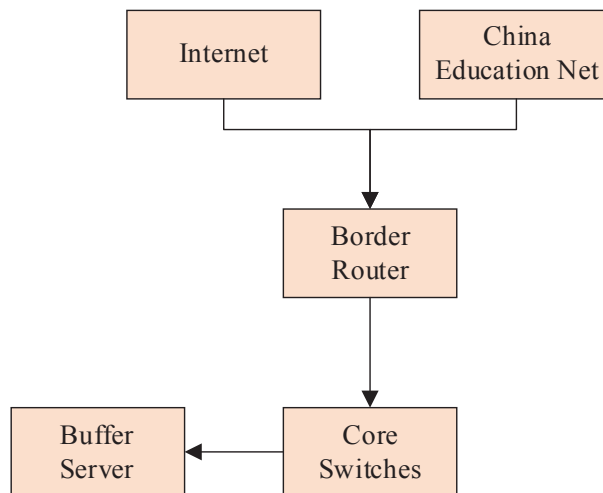 Internet
China
Education Net
Border
Router
Buffer
Server
Core
Switches